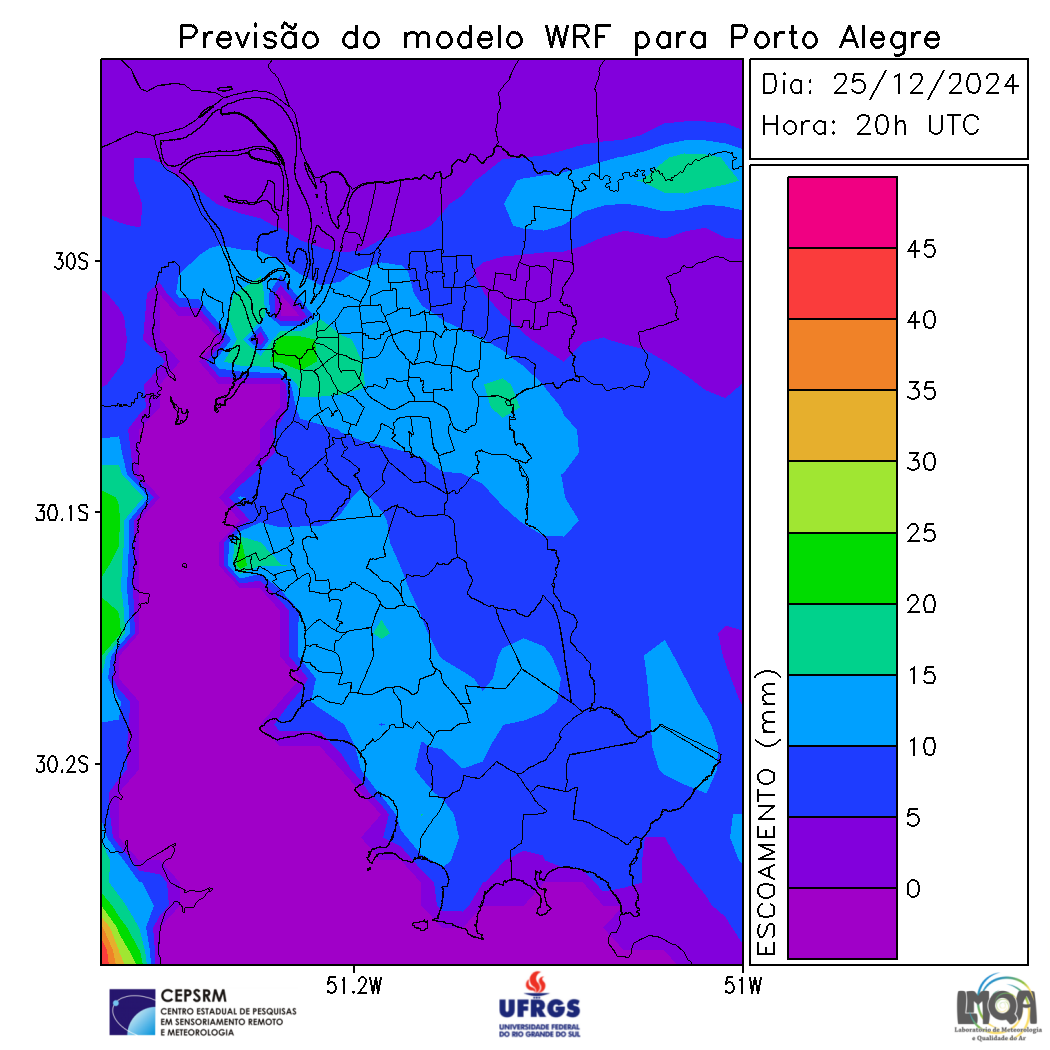 Previsão do modelo WRF para Porto Alegre
Dia: 25/12/2024
Hora: 20h UTC
30S
30.1S
30.2S
51.2W
51W
ESCOAMENTO (mm)
45
40
35
30
25
20
15
10
5
0
CEPSRM
CENTRO ESTADUAL DE PESQUISAS
EM SENSORIAMENTO REMOTO
E METEOROLOGIA
UFRGS
UNIVERSIDADE FEDERAL
DO RIO GRANDE DO SUL
LMQA
Laboratório de Meteorologia
e Qualidade do Ar